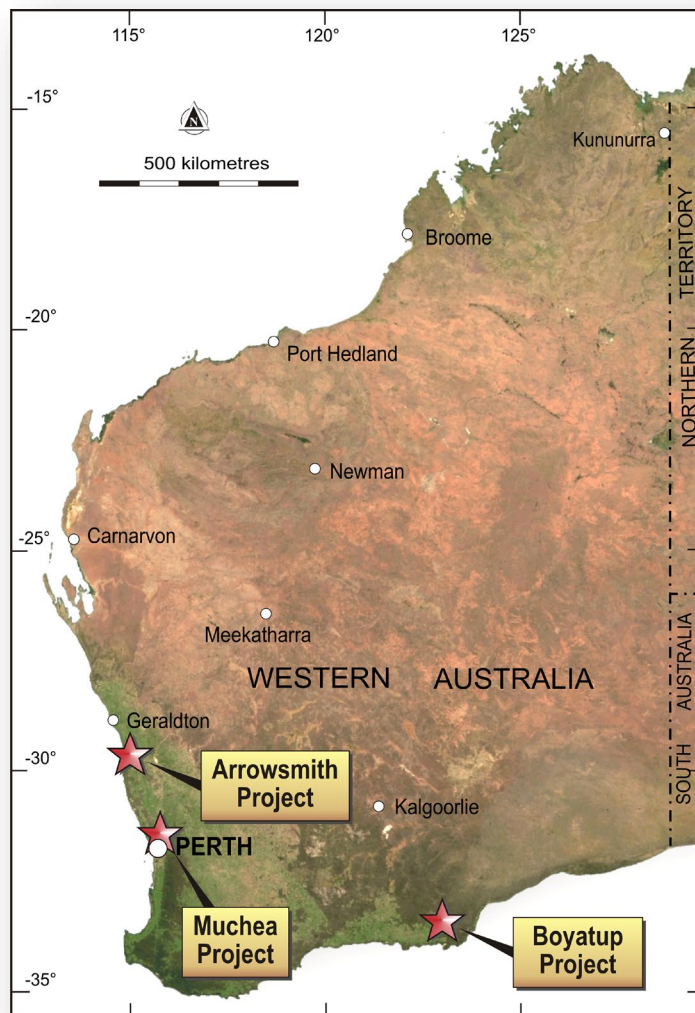 115°
120°
125°
-15°
N
500 kilometres
Kununurra
Broome
NORTHERN TERRITORY
-20°
Port Hedland
Newman
-25°
Carnarvon
Meekatharra
WESTERN AUSTRALIA
SOUTH AUSTRALIA
Geraldton
-30°
Arrowsmith
Project
Kalgoorlie
PERTH
Muchea
Project
Boyatup
Project
-35°